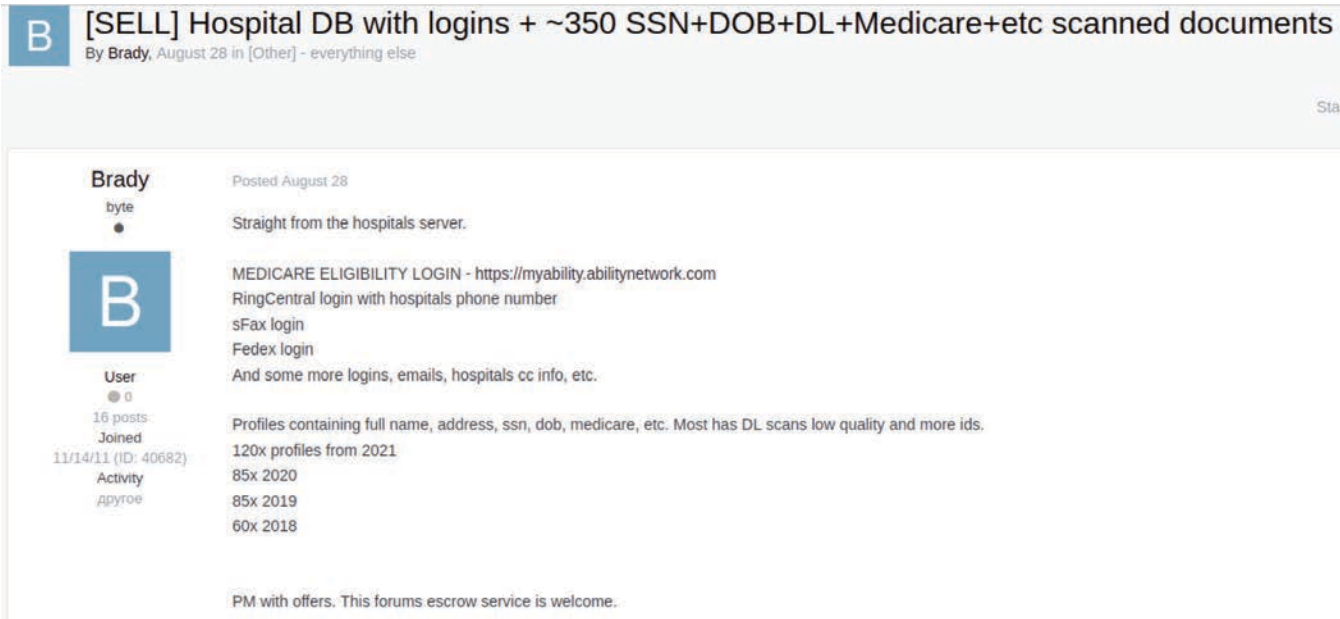 B
[SELL] Hospital DB with logins + ~350 SSN+DOB+DL+Medicare+etc scanned documents
By Brady, August 28 in [Other] - everything else
Sta
Brady
byte
B
User
0
16 posts
Joined
11/14/11 (ID: 40682)
Activity
другое
Posted August 28
Straight from the hospitals server.
MEDICARE ELIGIBILITY LOGIN - https://myability.abilitynetwork.com
RingCentral login with hospitals phone number
sFax login
Fedex login
And some more logins, emails, hospitals cc info, etc.
Profiles containing full name, address, ssn, dob, medicare, etc. Most has DL scans low quality and more ids.
120x profiles from 2021
85x 2020
85x 2019
60x 2018
PM with offers. This forums escrow service is welcome.